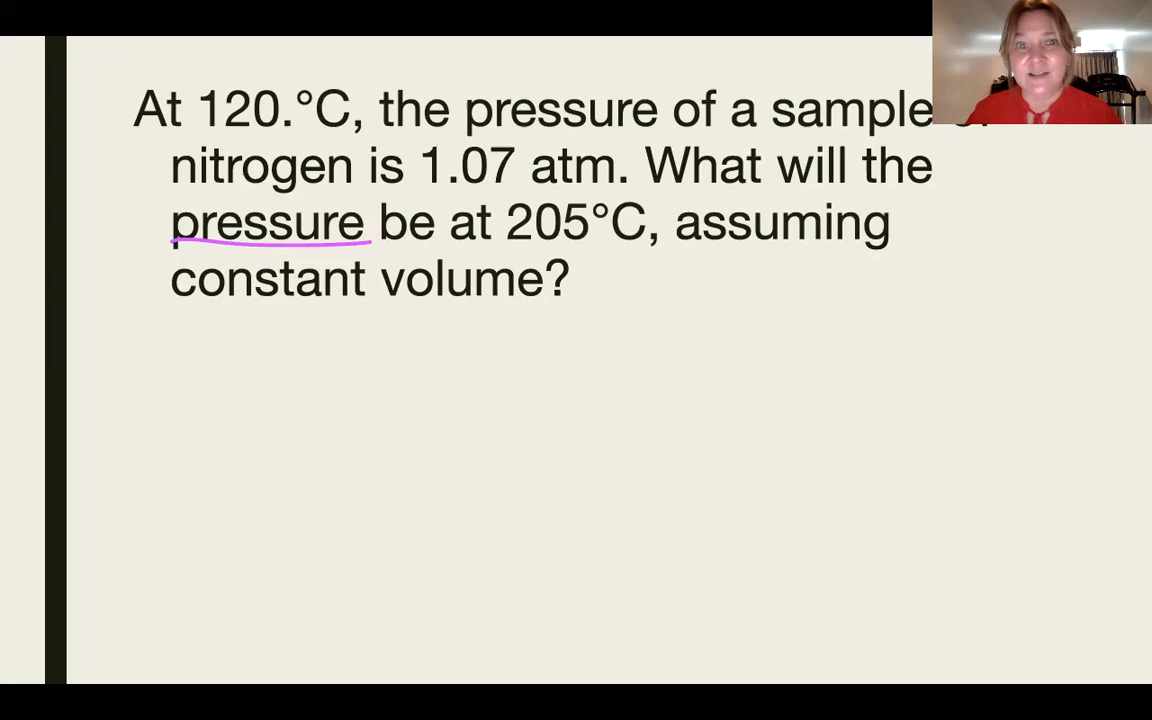 At 120.°C, the pressure of a sample
nitrogen is 1.07 atm. What will the
pressure be at 205°C, assuming
constant volume?